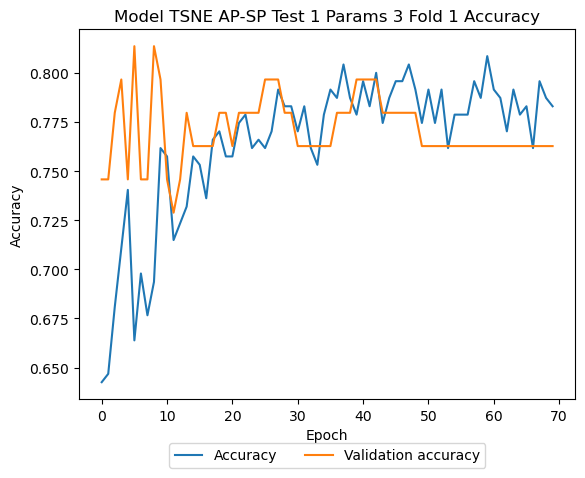 Model TSNE AP-SP Test 1 Params 3 Fold 1 Accuracy
0.800
0.775
0.750
0.725
0.700
0.675
0.650
Accuracy
0 10 20 30 40 50 60 70
Epoch
Accuracy Validation accuracy